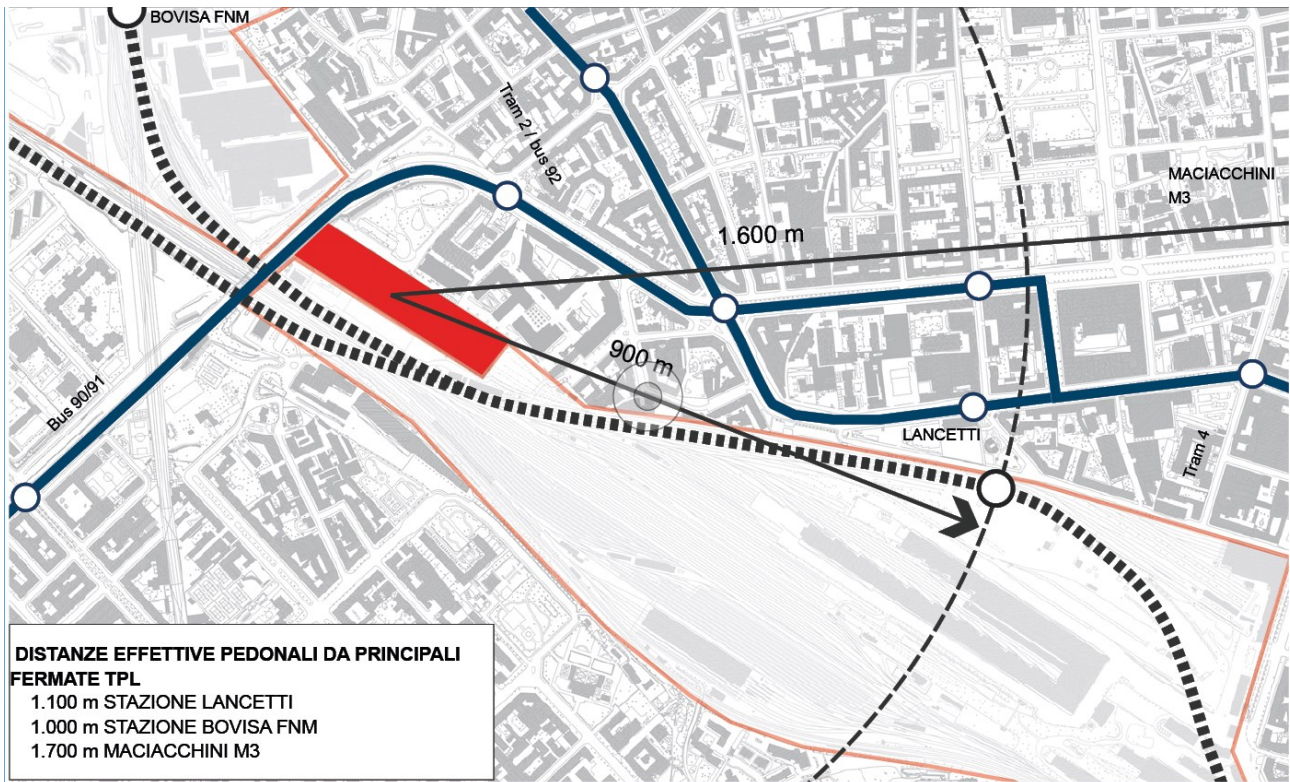 BOVISA FNM
Tram 2 / bus 92
MACIACCHINI
M3
1.600 m
900 m
Bus 90/91
LANCETTI
Tram 4
DISTANZE EFFETTIVE PEDONALI DA PRINCIPALI
FERMATE TPL
1.100 m STAZIONE LANCETTI
1.000 m STAZIONE BOVISA FNM
1.700 m MACIACCHINI M3